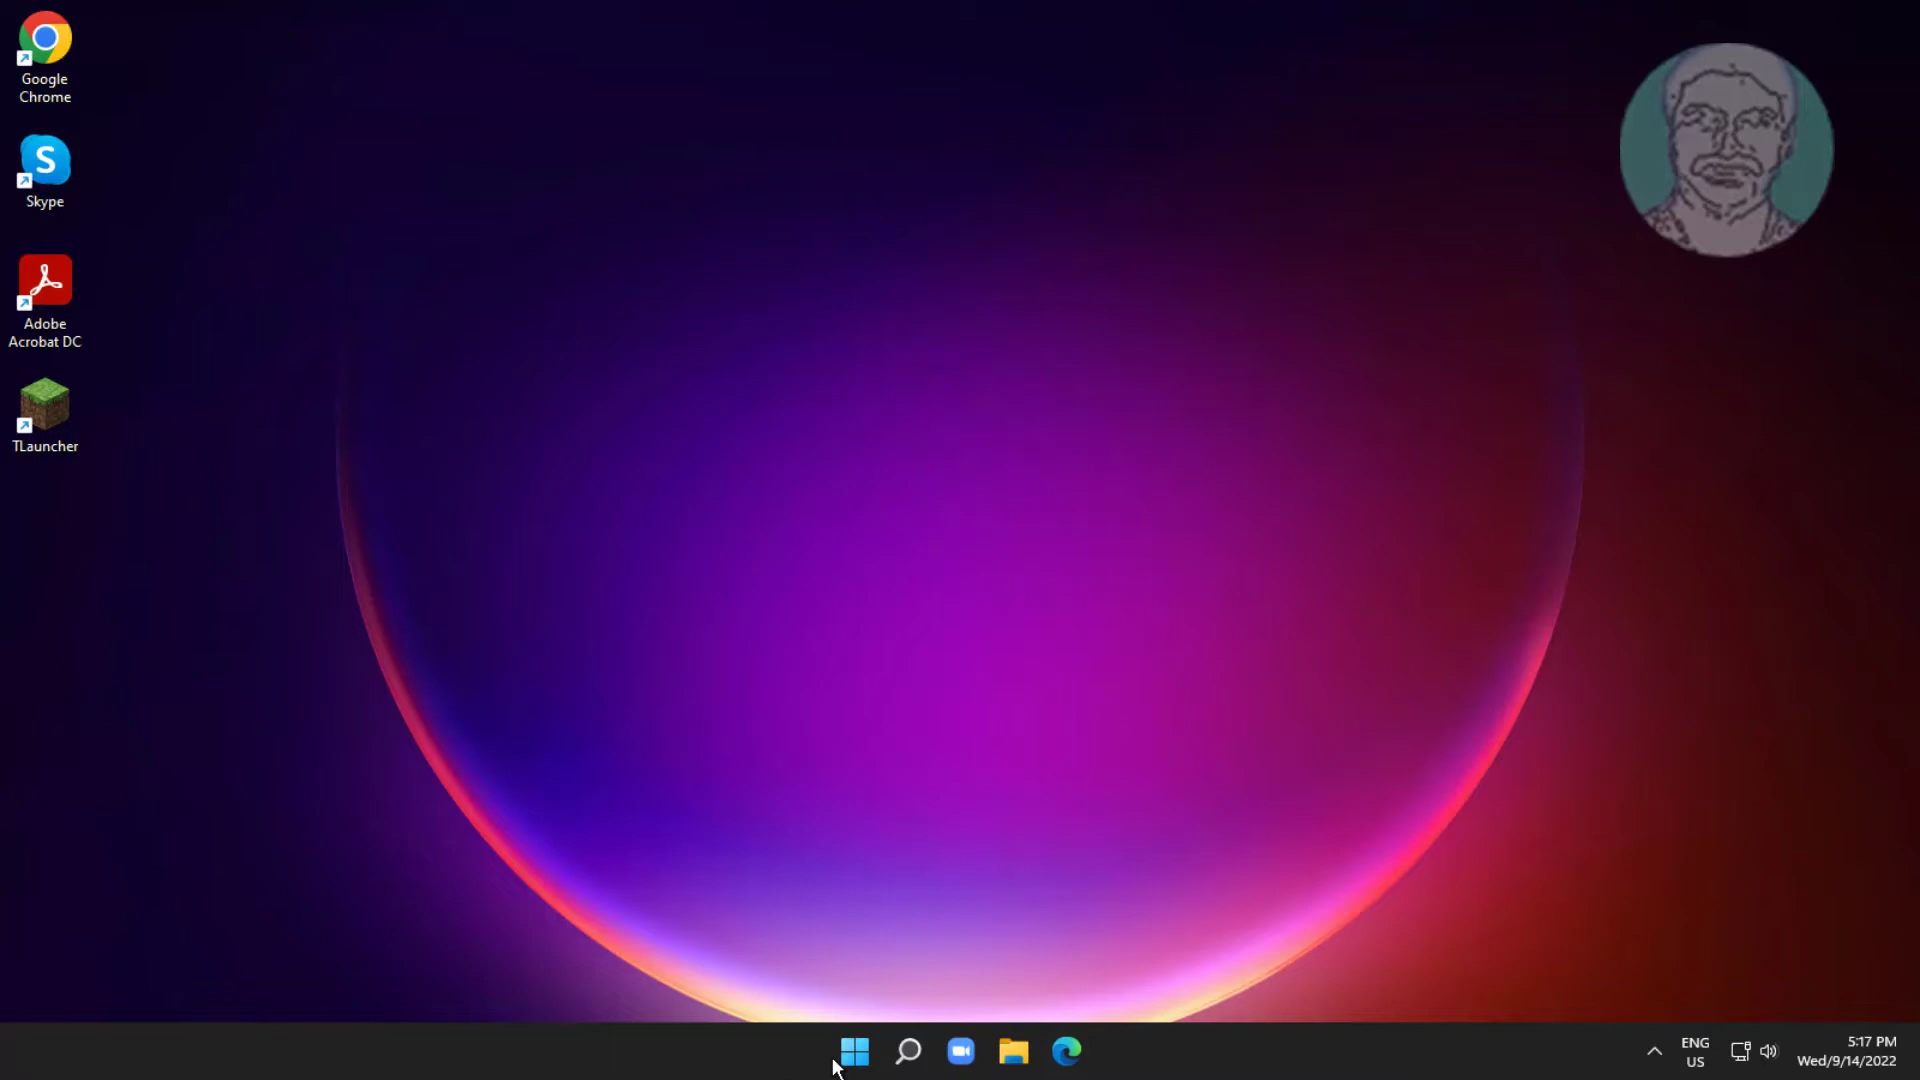 Google
Chrome
S
Skype
Adobe
Acrobat DC
TLauncher
ENG
US
5:17 PM
Wed/9/14/2022